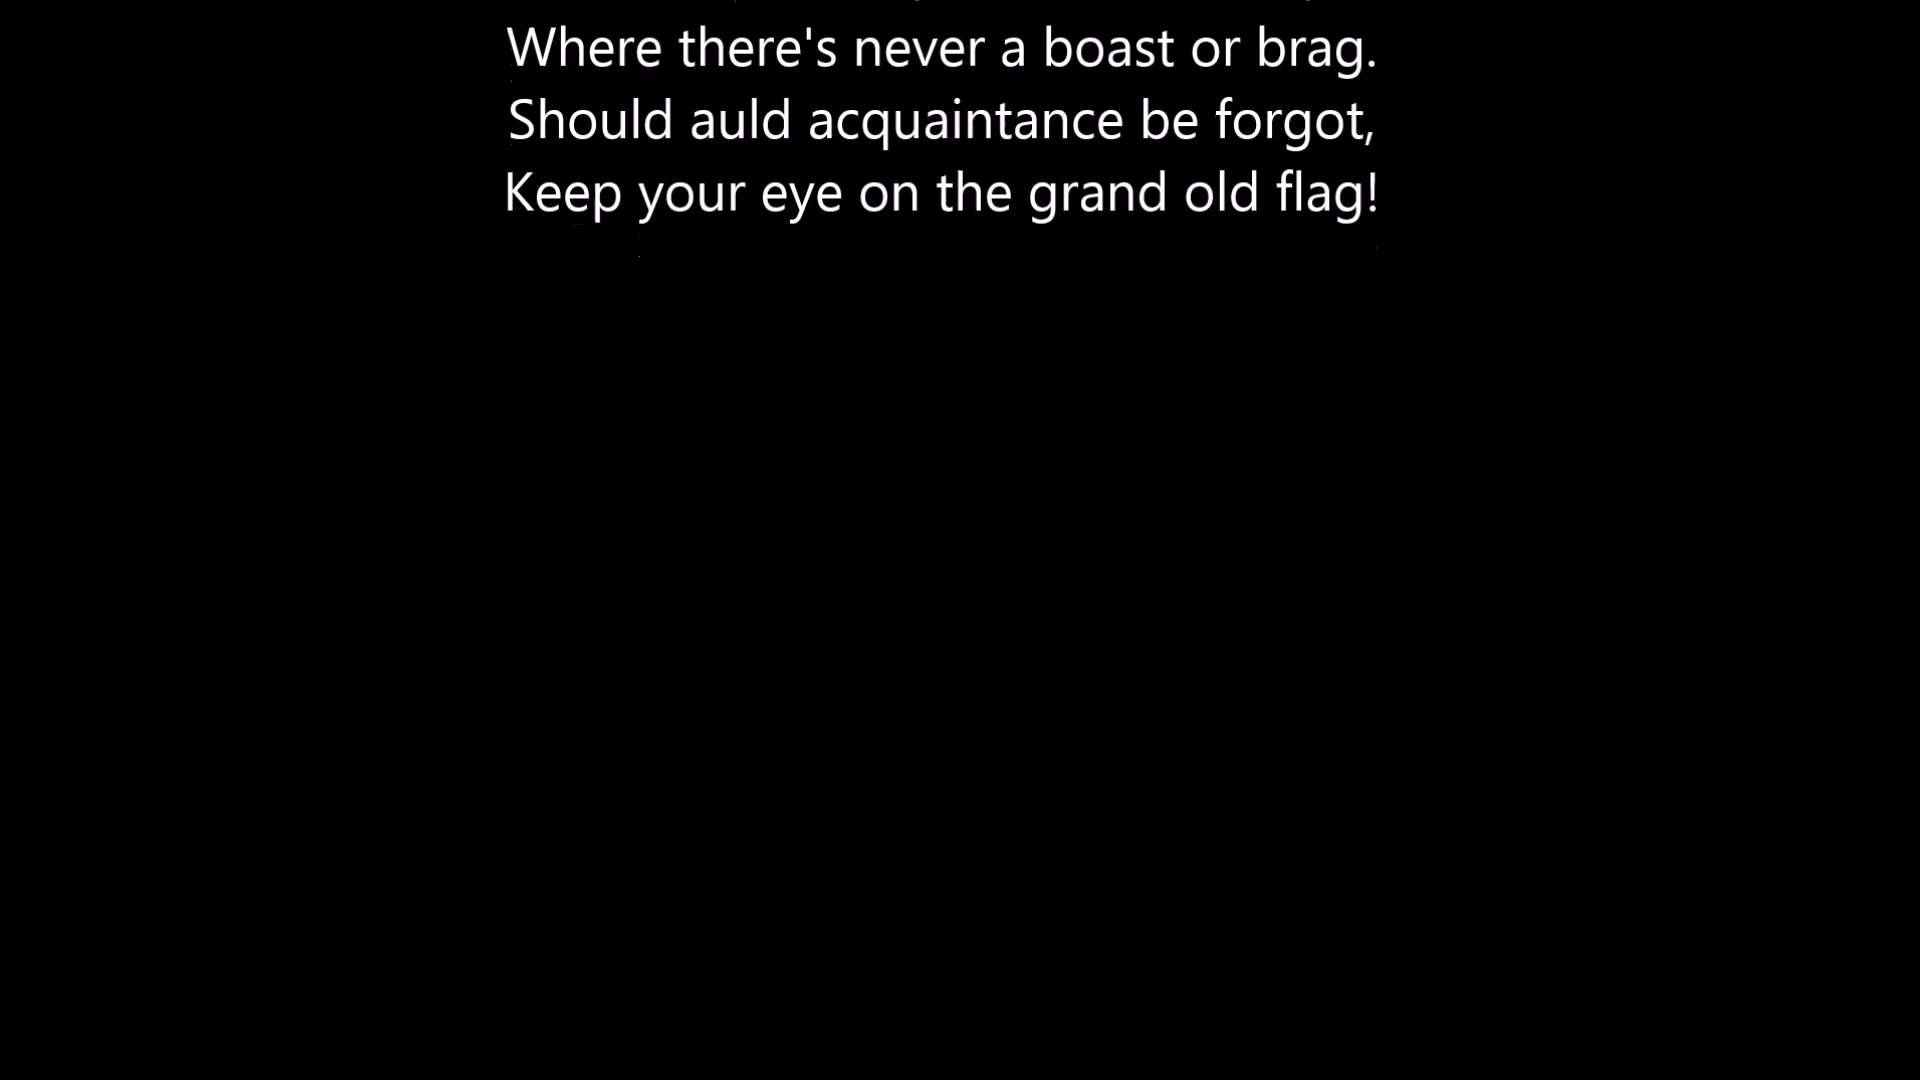 Where there's never a boast or brag.
Should auld acquaintance be forgot,
Keep your eye on the grand old flag!